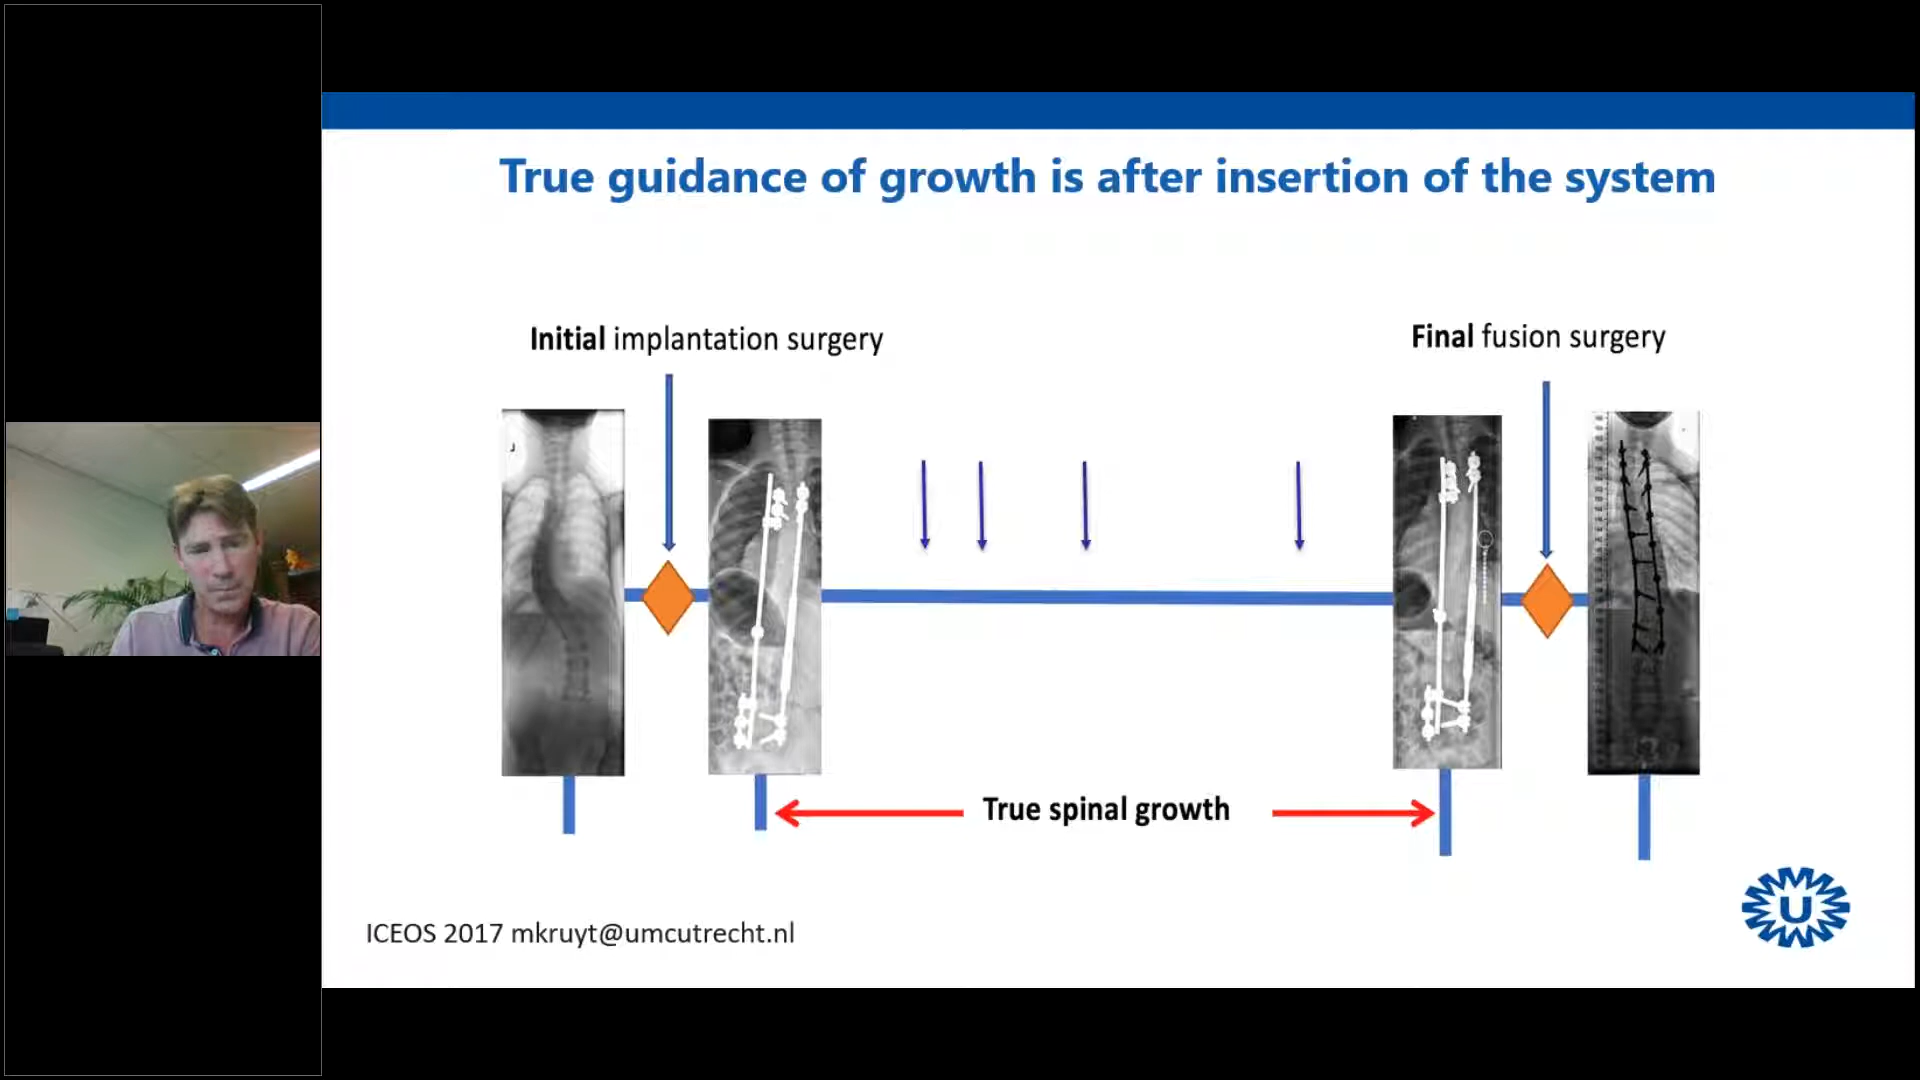 True guidance of growth is after insertion of the system
Initial implantation surgery
Final fusion surgery
True spinal growth
ICEOS 2017 mkruyt@umcutrecht.nl
U